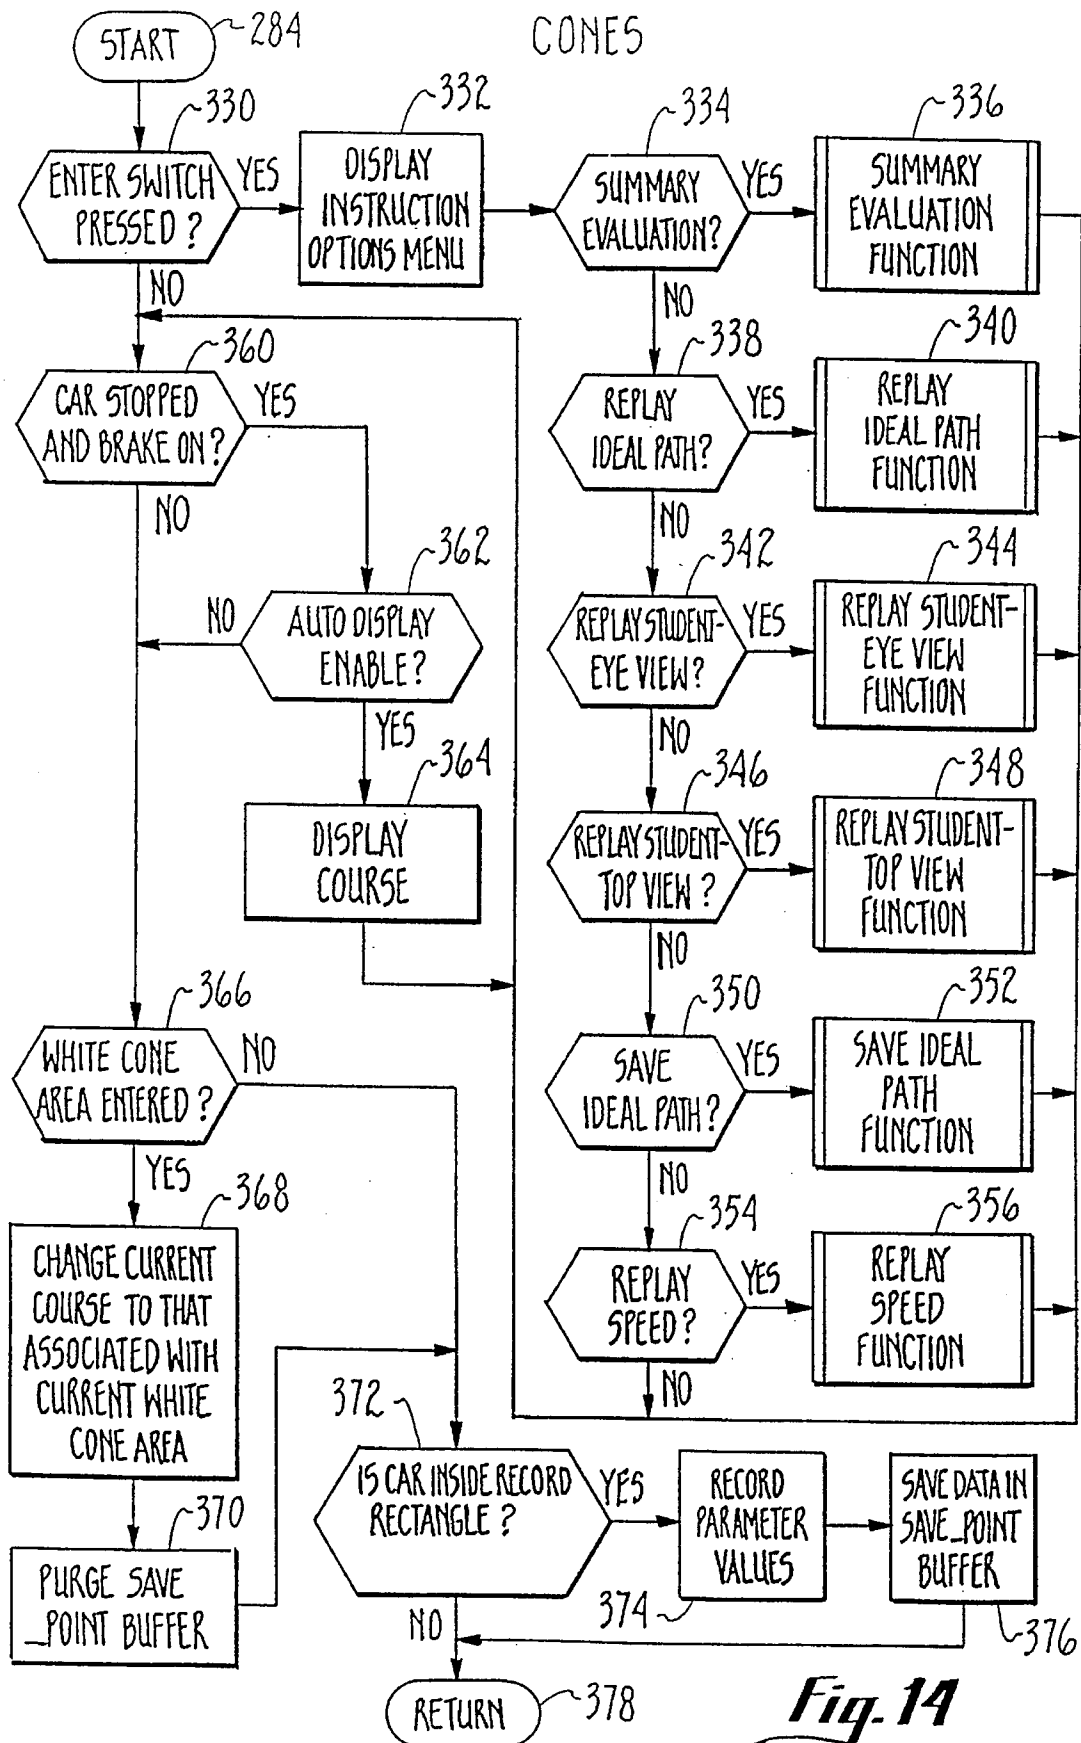 CONES
START
284
330
ENTER SWITCH
PRESSED ?
YES
NO
332
DISPLAY
INSTRUCTION
OPTIONS MENU
334
SUMMARY
EVALUATION?
YES
NO
336
SUMMARY
EVALUATION
FUNCTION
338
REPLAY
IDEAL PATH?
YES
NO
340
REPLAY
IDEAL PATH
FUNCTION
342
REPLAY STUDENT-
EYE VIEW ?
YES
NO
344
REPLAY STUDENT-
EYE VIEW
FUNCTION
346
REPLAY STUDENT-
TOP VIEW ?
YES
NO
348
REPLAY STUDENT-
TOP VIEW
FUNCTION
350
SAVE
IDEAL PATH ?
YES
NO
352
SAVE IDEAL
PATH
FUNCTION
354
REPLAY
SPEED ?
YES
NO
356
REPLAY
SPEED
FUNCTION
360
CAR STOPPED
AND BRAKE ON ?
YES
NO
362
AUTO DISPLAY
ENABLE ?
NO
YES
364
DISPLAY
COURSE
366
WHITE CONE
AREA ENTERED ?
NO
YES
368
CHANGE CURRENT
COURSE TO THAT
ASSOCIATED WITH
CURRENT WHITE
CONE AREA
370
PURGE SAVE
_POINT BUFFER
372
IS CAR INSIDE RECORD
RECTANGLE ?
YES
NO
RECORD
PARAMETER
VALUES
374
SAVE DATA IN
SAVE_POINT
BUFFER
376
RETURN
378
Fig. 14